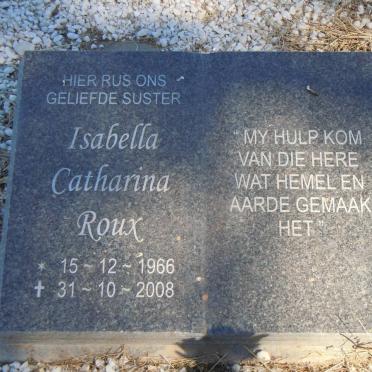 HIER RUS ONS
GELIEFDE SUSTER
Isabella
Catharina
Roux
* 15~12~1966
✝ 31~10~2008
" MY HULP KOM
VAN DIE HERE
WAT HEMEL EN
AARDE GEMAAK
HET "